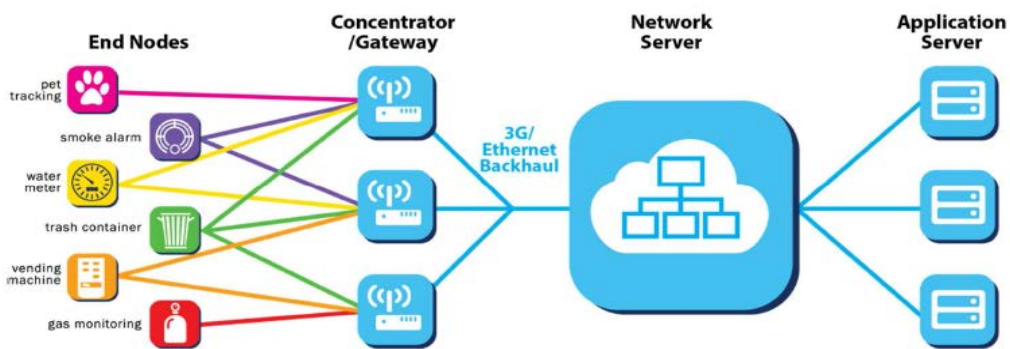 End Nodes
Concentrator
/Gateway
Network
Server
Application
Server
pet
tracking
smoke alarm
water
meter
trash container
vending
machine
gas monitoring
3G/
Ethernet
Backhaul